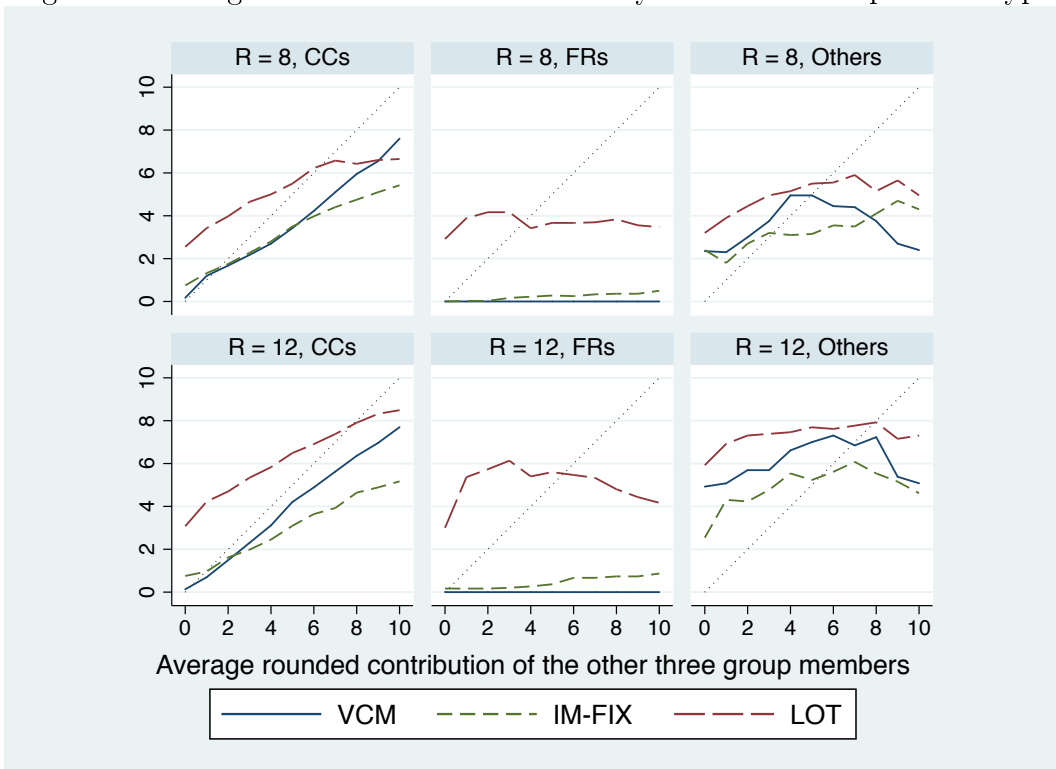 R = 8, CCs R = 8, FRs R = 8, Others
10
8
6
4
2
0
R = 12, CCs R = 12, FRs R = 12, Others
10
8
6
4
2
0
0 2 4 6 8 10 0 2 4 6 8 10 0 2 4 6 8 10
Average rounded contribution of the other three group members
VCM IM-FIX LOT